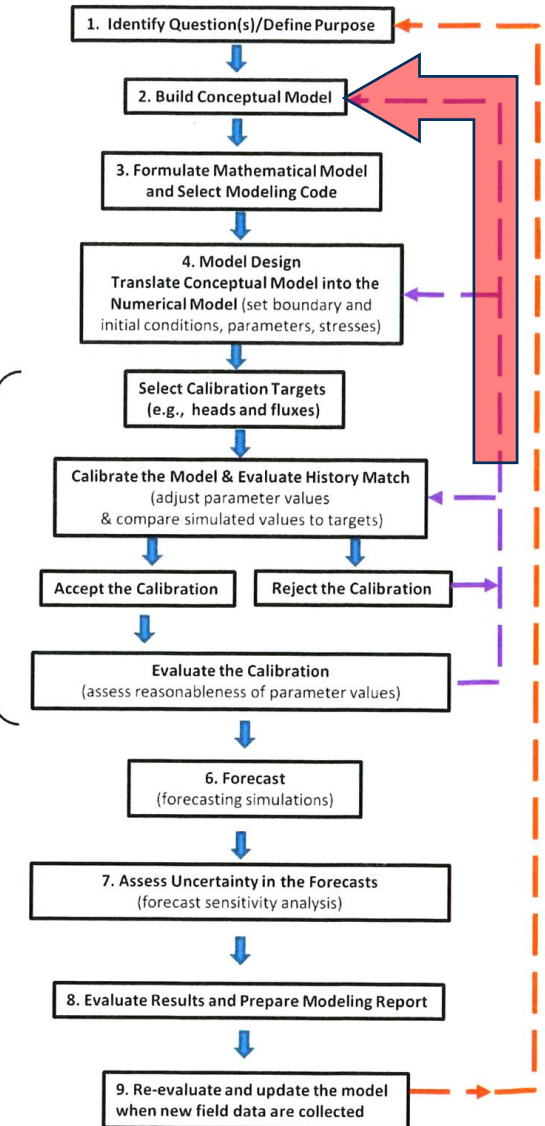 1. Identify Question(s)/Define Purpose
2. Build Conceptual Model
3. Formulate Mathematical Model
and Select Modeling Code
4. Model Design
Translate Conceptual Model into the
Numerical Model (set boundary and
initial conditions, parameters, stresses)
Select Calibration Targets
(e.g., heads and fluxes)
Calibrate the Model & Evaluate History Match
(adjust parameter values
& compare simulated values to targets)
Accept the Calibration
Reject the Calibration
Evaluate the Calibration
(assess reasonableness of parameter values)
6. Forecast
(forecasting simulations)
7. Assess Uncertainty in the Forecasts
(forecast sensitivity analysis)
8. Evaluate Results and Prepare Modeling Report
9. Re-evaluate and update the model
when new field data are collected